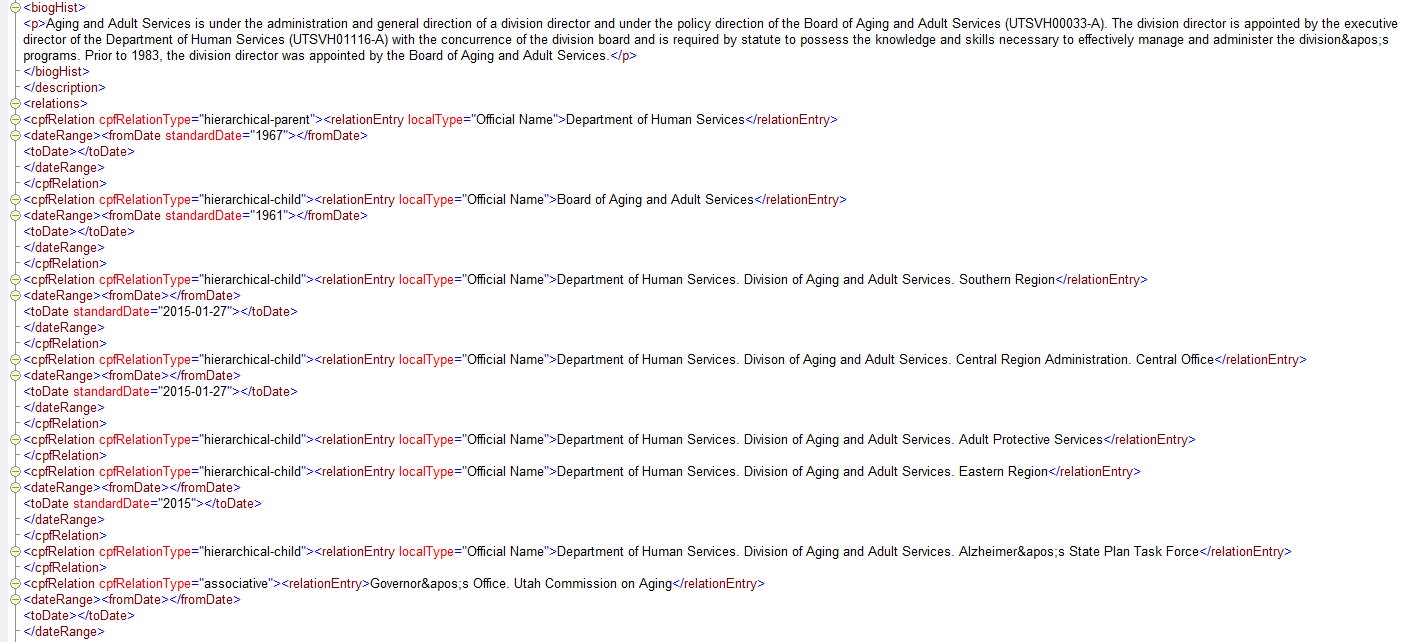 <biogHist>
<p>Aging and Adult Services is under the administration and general direction of a division director and under the policy direction of the Board of Aging and Adult Services (UTSVH00033-A). The division director is appointed by the executive
director of the Department of Human Services (UTSVH01116-A) with the concurrence of the division board and is required by statute to possess the knowledge and skills necessary to effectively manage and administer the division&apos;s
programs. Prior to 1983, the division director was appointed by the Board of Aging and Adult Services.</p>
</biogHist>
</description>
<relations>
<cpfRelation cpfRelationType="hierarchical-parent"><relationEntry localType="Official Name">Department of Human Services</relationEntry>
<dateRange><fromDate standardDate="1967"></fromDate>
<toDate></toDate>
</dateRange>
</cpfRelation>
<cpfRelation cpfRelationType="hierarchical-child"><relationEntry localType="Official Name">Board of Aging and Adult Services</relationEntry>
<dateRange><fromDate standardDate="1961"></fromDate>
<toDate></toDate>
</dateRange>
</cpfRelation>
<cpfRelation cpfRelationType="hierarchical-child"><relationEntry localType="Official Name">Department of Human Services. Division of Aging and Adult Services. Southern Region</relationEntry>
<dateRange><fromDate></fromDate>
<toDate standardDate="2015-01-27"></toDate>
</dateRange>
</cpfRelation>
<cpfRelation cpfRelationType="hierarchical-child"><relationEntry localType="Official Name">Department of Human Services. Divison of Aging and Adult Services. Central Region Administration. Central Office</relationEntry>
<dateRange><fromDate></fromDate>
<toDate standardDate="2015-01-27"></toDate>
</dateRange>
</cpfRelation>
<cpfRelation cpfRelationType="hierarchical-child"><relationEntry localType="Official Name">Department of Human Services. Division of Aging and Adult Services. Adult Protective Services</relationEntry>
</cpfRelation>
<cpfRelation cpfRelationType="hierarchical-child"><relationEntry localType="Official Name">Department of Human Services. Division of Aging and Adult Services. Eastern Region</relationEntry>
<dateRange><fromDate></fromDate>
<toDate standardDate="2015"></toDate>
</dateRange>
</cpfRelation>
<cpfRelation cpfRelationType="hierarchical-child"><relationEntry localType="Official Name">Department of Human Services. Division of Aging and Adult Services. Alzheimer&apos;s State Plan Task Force</relationEntry>
</cpfRelation>
<cpfRelation cpfRelationType="associative"><relationEntry>Governor&apos;s Office. Utah Commission on Aging</relationEntry>
<dateRange><fromDate></fromDate>
<toDate></toDate>
</dateRange>